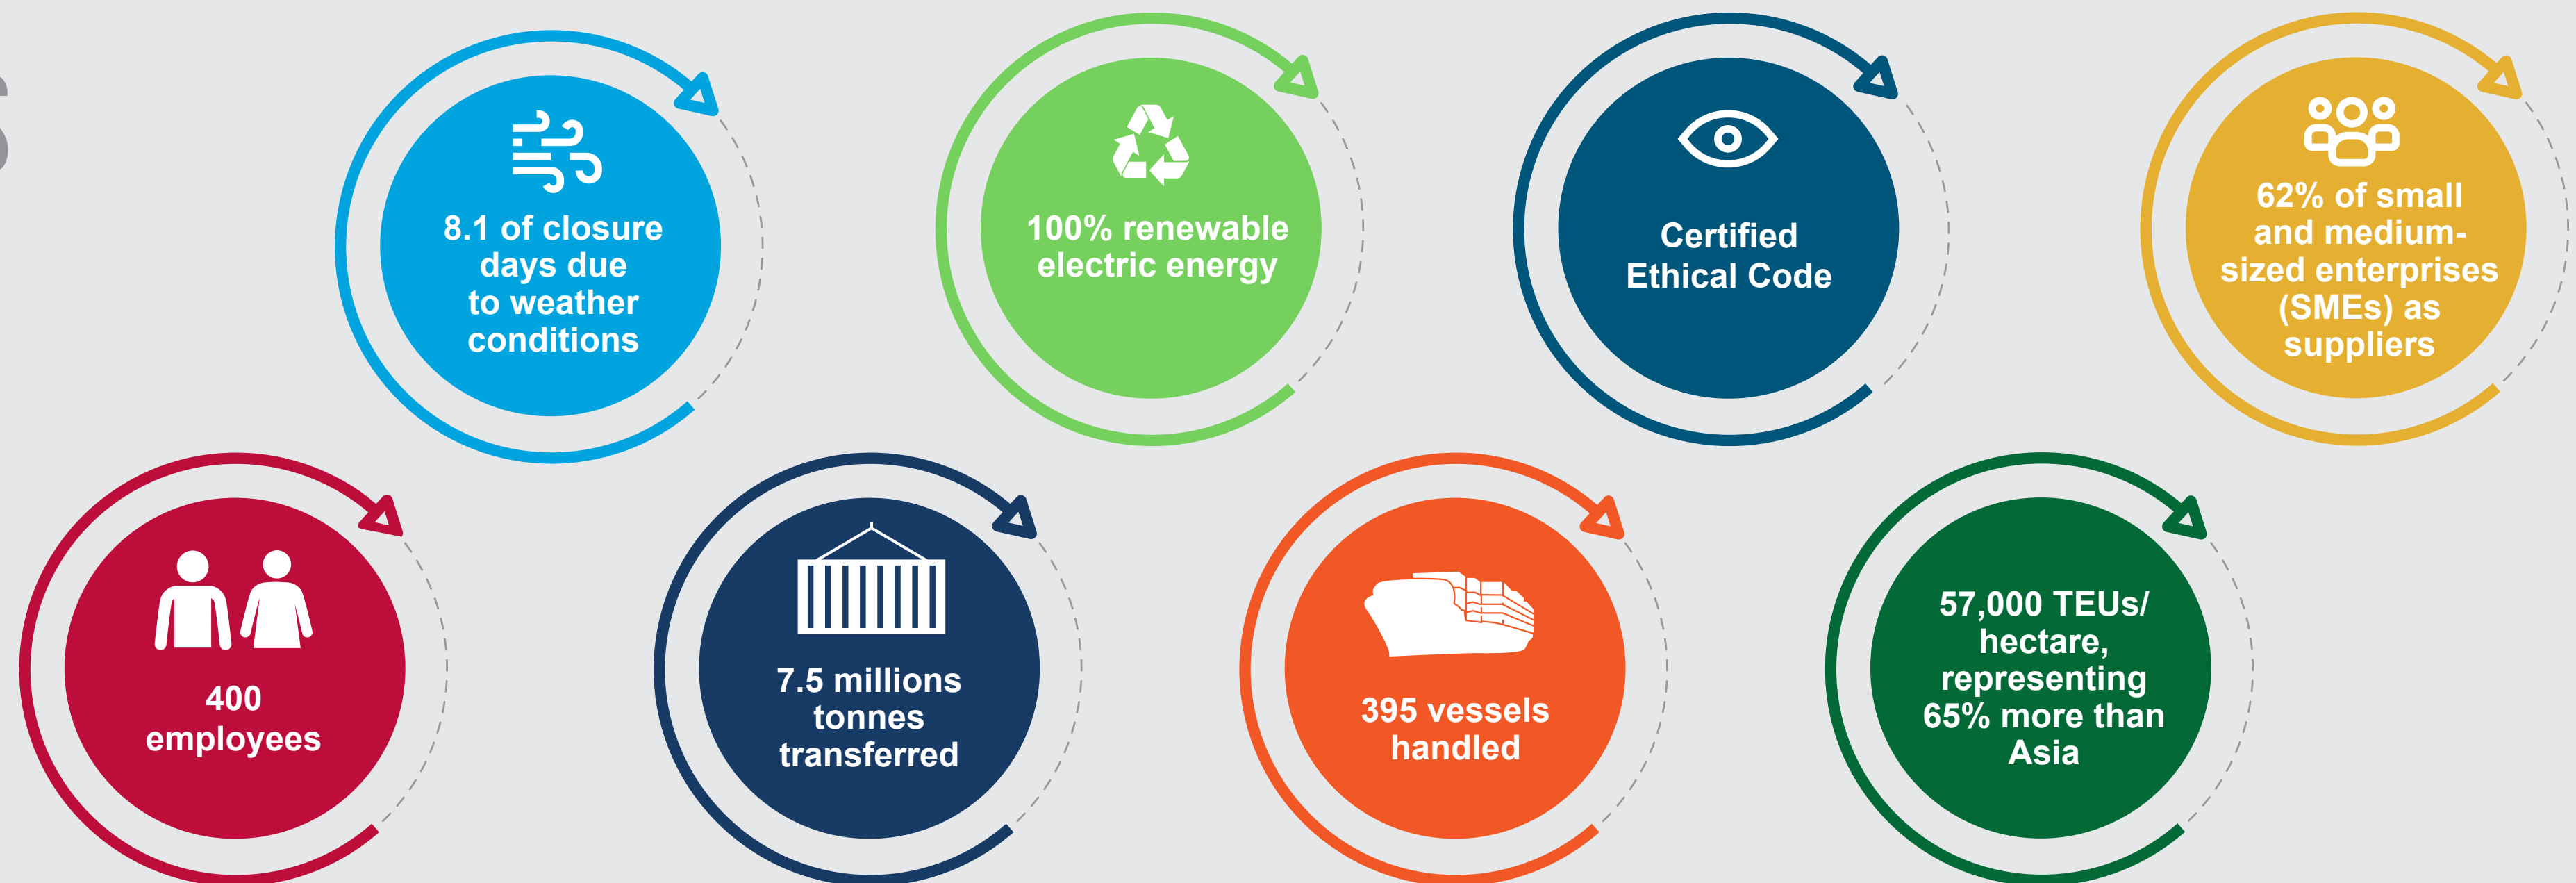 8.1 of closure
days due
to weather
conditions
100% renewable
electric energy
Certified
Ethical Code
62% of small
and medium-
sized enterprises
(SMEs) as
suppliers
400
employees
7.5 millions
tonnes
transferred
395 vessels
handled
57,000 TEUs/
hectare,
representing
65% more than
Asia